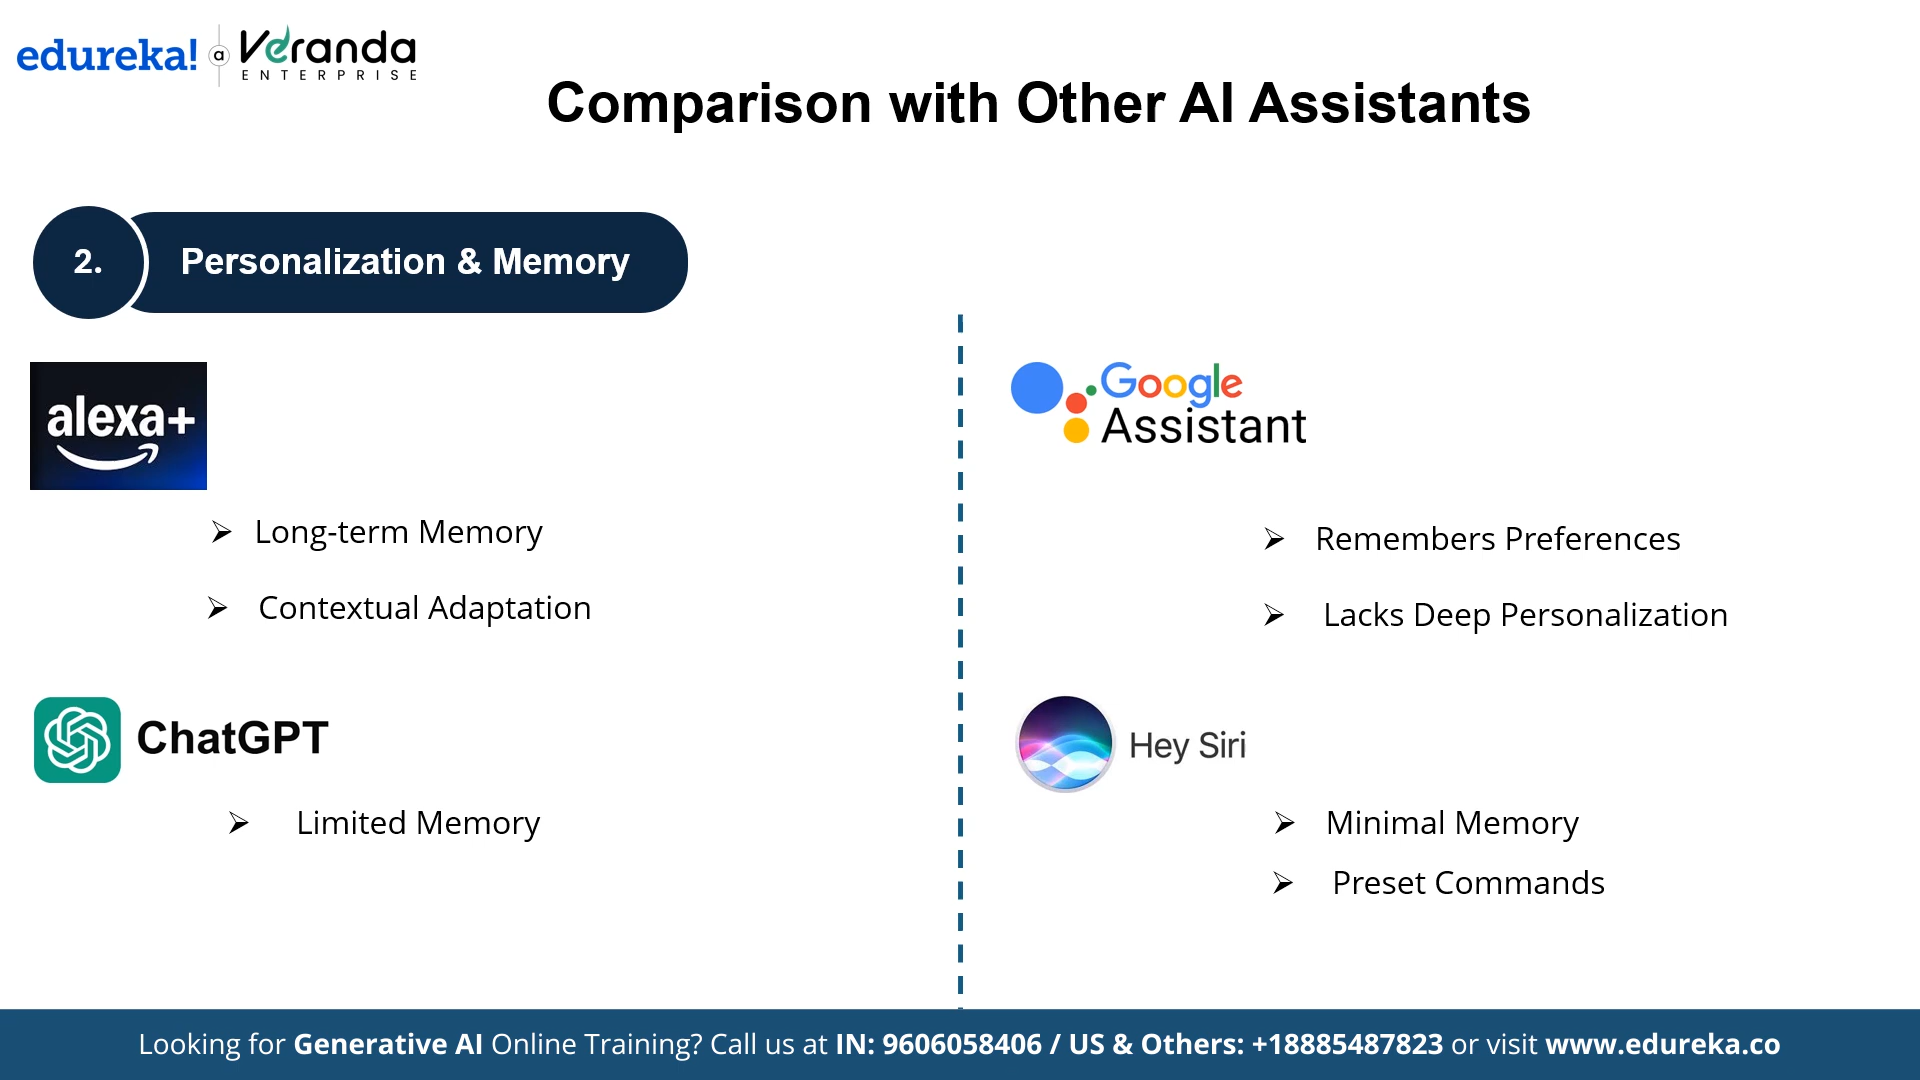 edureka! a Veranda
ENTERPRISE
Comparison with Other AI Assistants
2. Personalization & Memory
alexa+
➢ Long-term Memory
➢ Contextual Adaptation
ChatGPT
➢ Limited Memory
Google
Assistant
➢ Remembers Preferences
➢ Lacks Deep Personalization
Hey Siri
➢ Minimal Memory
➢ Preset Commands
Looking for Generative AI Online Training? Call us at IN: 9606058406 / US & Others: +18885487823 or visit www.edureka.co